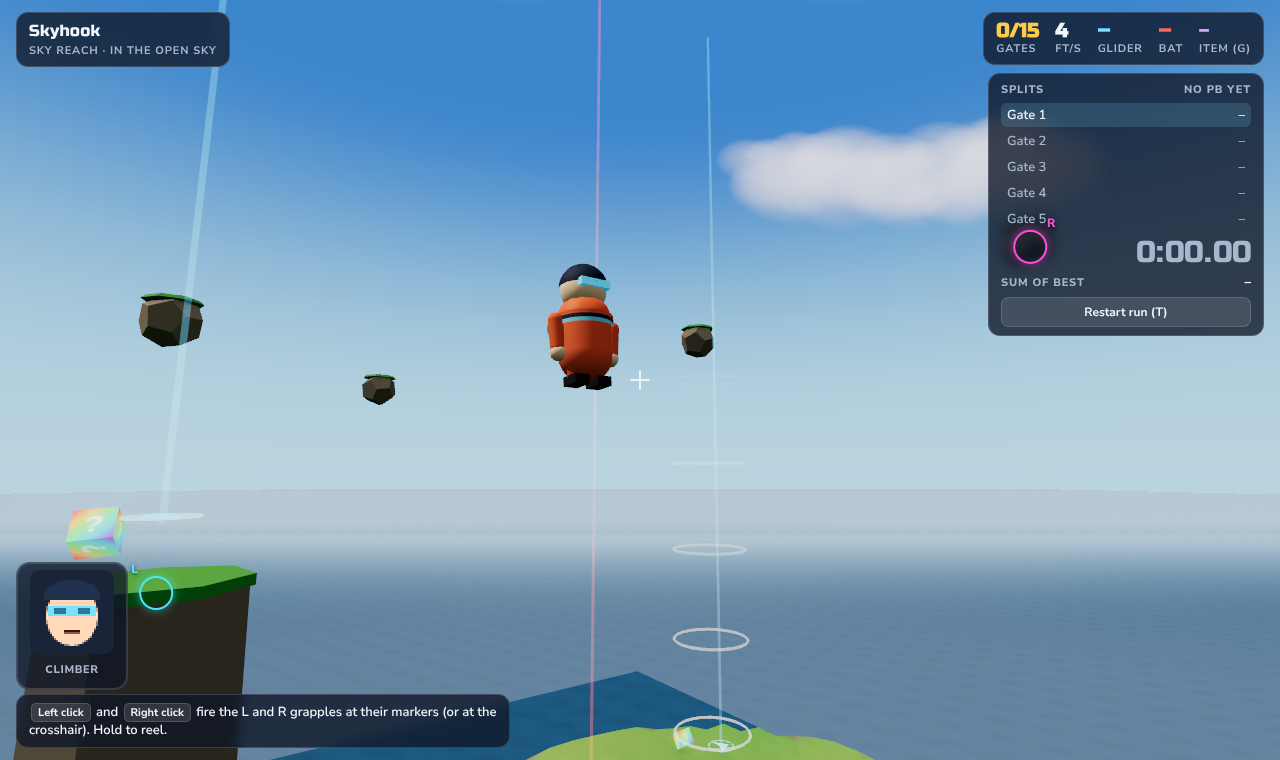 Skyhook
SKY REACH · IN THE OPEN SKY
0/15
GATES
4
FT/S
–
GLIDER
–
BAT
–
ITEM (G)
SPLITS
NO PB YET
Gate 1 –
Gate 2 –
Gate 3 –
Gate 4 –
Gate 5 –
R
0:00.00
SUM OF BEST –
Restart run (T)
?
L
CLIMBER
Left click and Right click fire the L and R grapples at their markers (or at the
crosshair). Hold to reel.